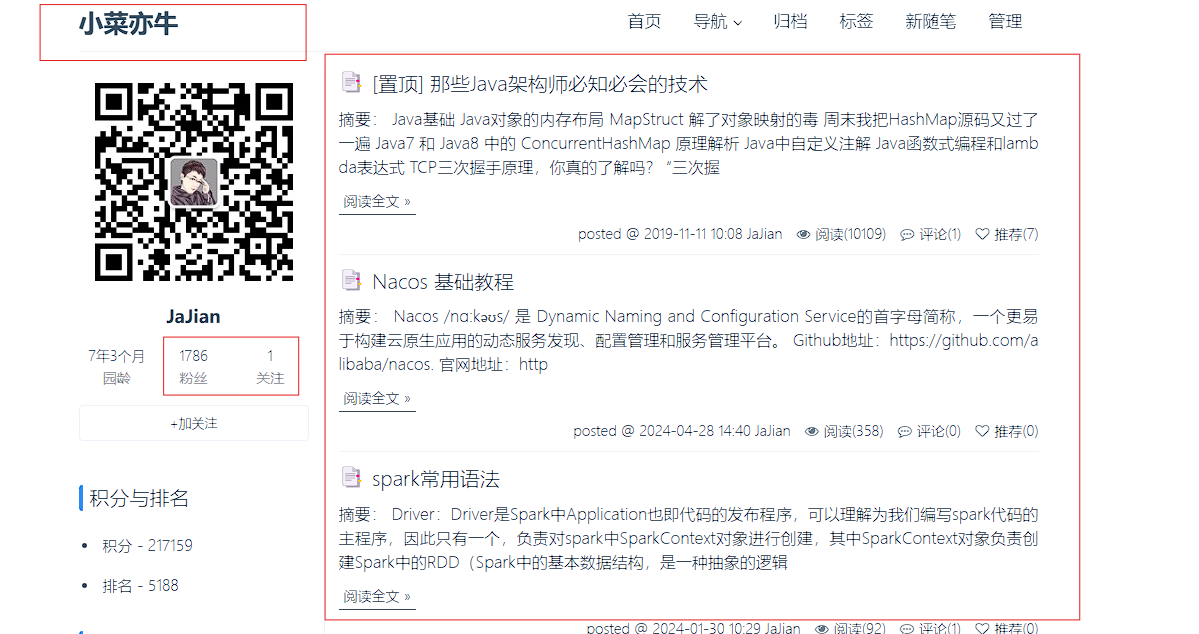 小菜亦牛
首页 导航 归档 标签 新随笔 管理
JaJian
7年3个月 1786 1
园龄 粉丝 关注
+加关注
积分与排名
积分 - 217159
排名 - 5188
[置顶] 那些Java架构师必知必会的技术
摘要： Java基础 Java对象的内存布局 MapStruct 解了对象映射的毒 周末我把HashMap源码又过了
一遍 Java7 和 Java8 中的 ConcurrentHashMap 原理解析 Java中自定义注解 Java函数式编程和lamb
da表达式 TCP三次握手原理，你真的了解吗？“三次握
阅读全文 »
posted @ 2019-11-11 10:08 JaJian 阅读(10109) 评论(1) 推荐(7)
Nacos 基础教程
摘要： Nacos /nɑ:kəʊs/ 是 Dynamic Naming and Configuration Service的首字母简称，一个更易
于构建云原生应用的动态服务发现、配置管理和服务管理平台。 Github地址：https://github.com/a
libaba/nacos. 官网地址：http
阅读全文 »
posted @ 2024-04-28 14:40 JaJian 阅读(358) 评论(0) 推荐(0)
spark常用语法
摘要： Driver：Driver是Spark中Application也即代码的发布程序，可以理解为我们编写spark代码的
主程序，因此只有一个，负责对spark中SparkContext对象进行创建，其中SparkContext对象负责创
建Spark中的RDD（Spark中的基本数据结构，是一种抽象的逻辑
阅读全文 »
posted @ 2024-01-30 10:29 JaJian 阅读(92) 评论(1) 推荐(0)